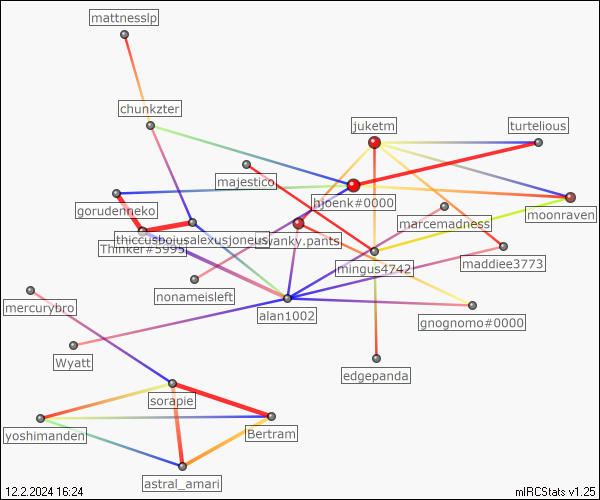 mattnesslp
chunkzter
juketm
turtelious
majestico
hjoenk#0000
gorudenneko
marcemadness
moonraven
thiccusbojusalexusjoneus
syanky.pants
Thinker#5995
mingus4742
maddiee3773
nonameisleft
mercurybro
alan1002
gnognomo#0000
Wyatt
edgepanda
sorapie
yoshimanden
Bertram
astral_amari
12.2.2024 16:24
mIRCStats v1.25